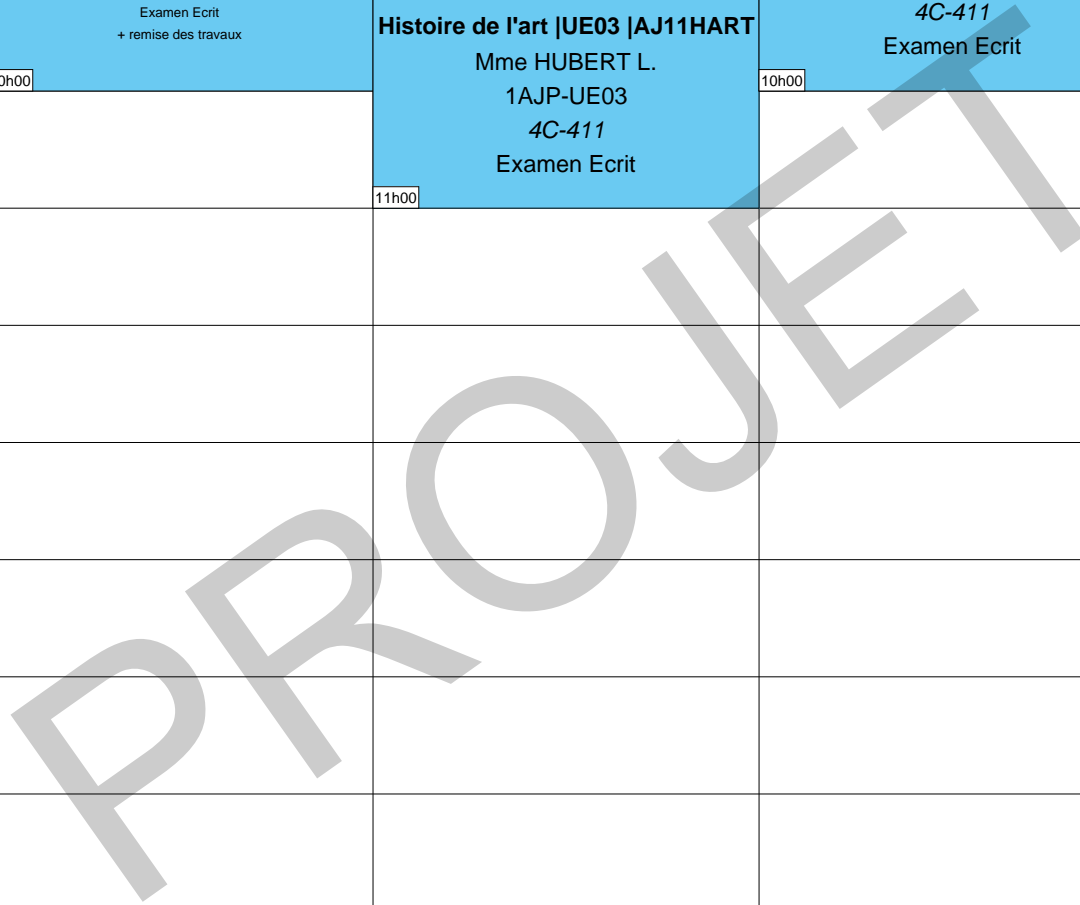 Examen Ecrit
+ remise des travaux
0h00
Histoire de l'art |UE03 |AJ11HART
Mme HUBERT L.
1AJP-UE03
4C-411
Examen Ecrit
11h00
4C-411
Examen Ecrit
10h00
PROJET